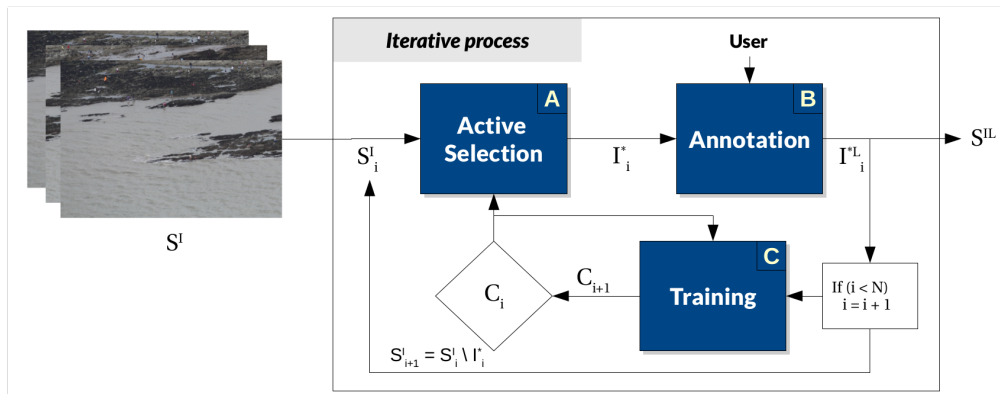 Iterative process
User
A
Active
Selection
B
Annotation
S^I_i
I^*_i
I^{*L}_i
S^{IL}
S^I
C
Training
C_i
C_{i+1}
If (i < N)
i = i + 1
S^I_{i+1} = S^I_i \ I^*_i